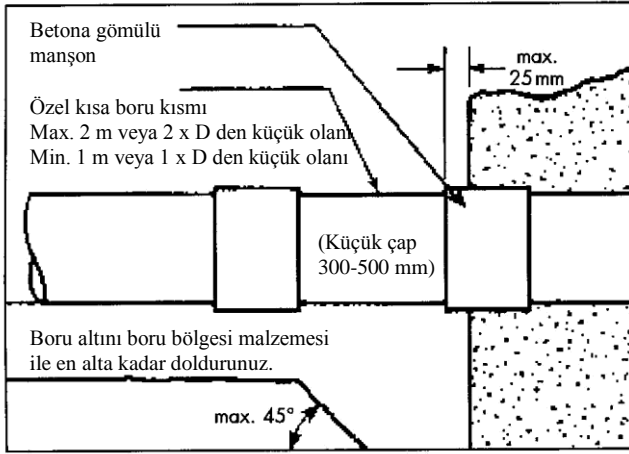 Betona gömülü
manşon
max.
25 mm
Özel kısa boru kısmı
Max. 2 m veya 2 x D den küçük olanı
Min. 1 m veya 1 x D den küçük olanı
(Küçük çap
300-500 mm)
Boru altını boru bölgesi malzemesi
ile en alta kadar doldurunuz.
max. 45°